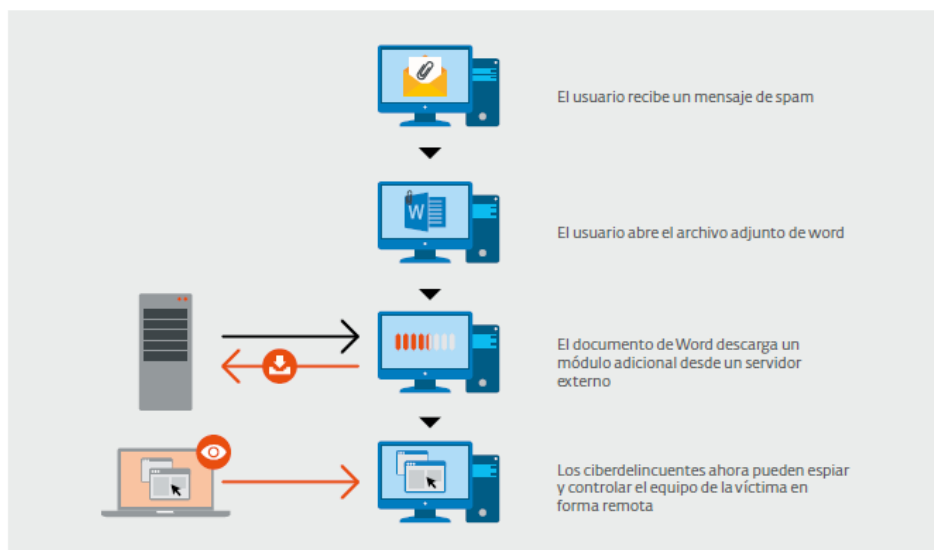 El usuario recibe un mensaje de spam
W
El usuario abre el archivo adjunto de word
El documento de Word descarga un
módulo adicional desde un servidor
externo
Los ciberdelincuentes ahora pueden espiar
y controlar el equipo de la víctima en
forma remota